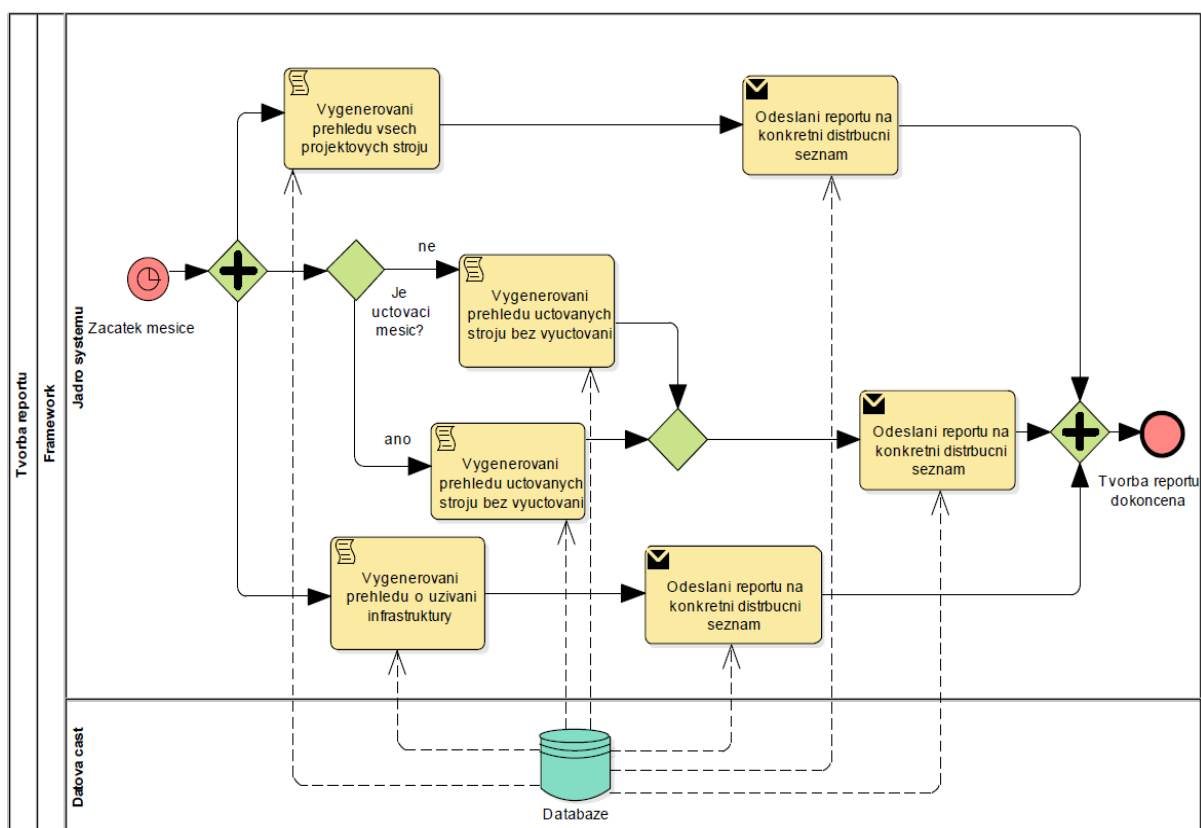 Tvorba reportu
Framework
Jadro systemu
Vygenerovani
prehledu vsech
projektovych stroju
Odeslani reportu na
konkretni distrbucni
seznam
Zacatek mesice
ne
Je
uctovaci
mesic?
Vygenerovani
prehledu uctovanych
stroju bez vyuctovani
ano
Vygenerovani
prehledu uctovanych
stroju bez vyuctovani
Odeslani reportu na
konkretni distrbucni
seznam
Tvorba reportu
dokoncena
Vygenerovani
prehledu o uzivani
infrastruktury
Odeslani reportu na
konkretni distrbucni
seznam
Datova cast
Databaze